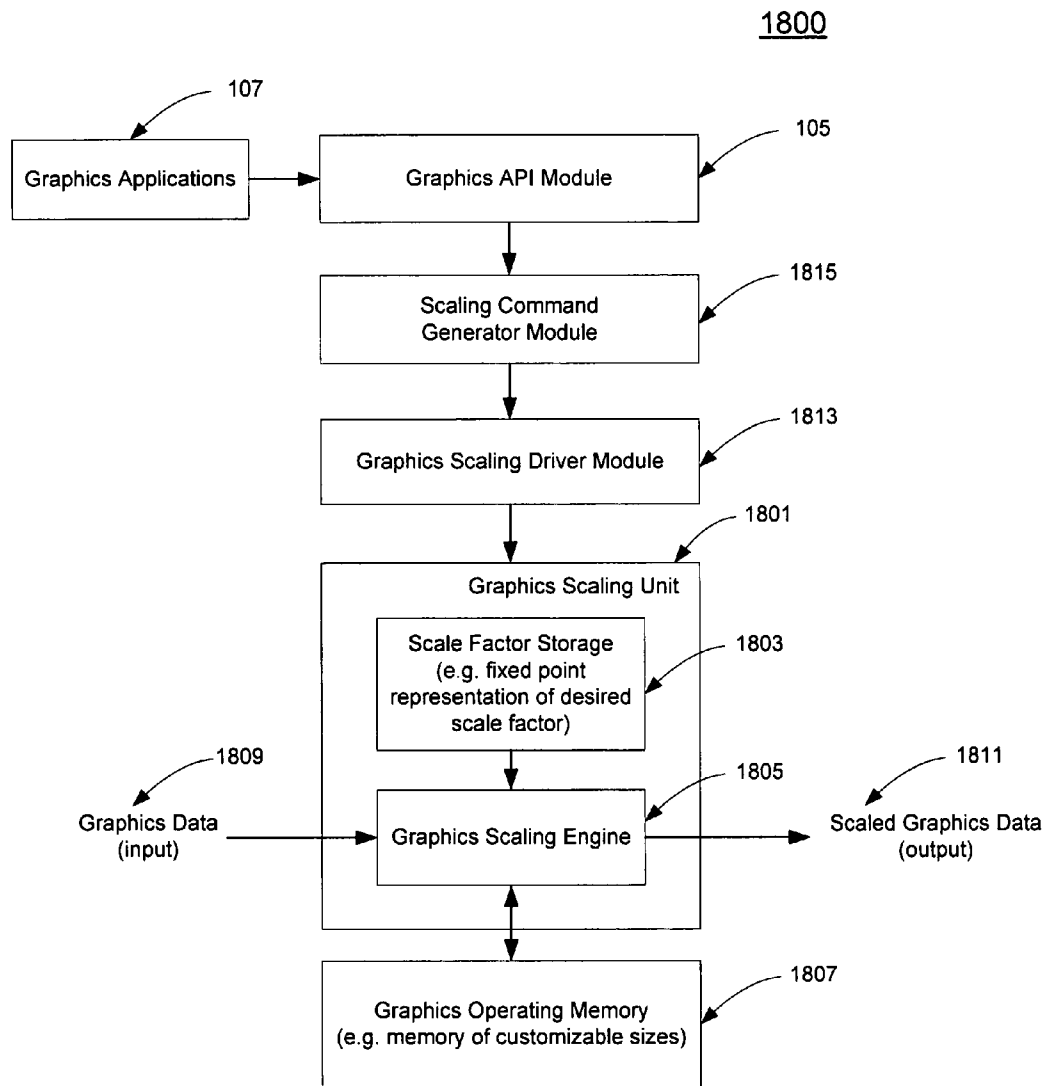 1800
107
Graphics Applications
105
Graphics API Module
1815
Scaling Command
Generator Module
1813
Graphics Scaling Driver Module
1801
Graphics Scaling Unit
Scale Factor Storage
(e.g. fixed point
representation of desired
scale factor)
1803
1809
Graphics Data
(input)
1805
Graphics Scaling Engine
1811
Scaled Graphics Data
(output)
1807
Graphics Operating Memory
(e.g. memory of customizable sizes)